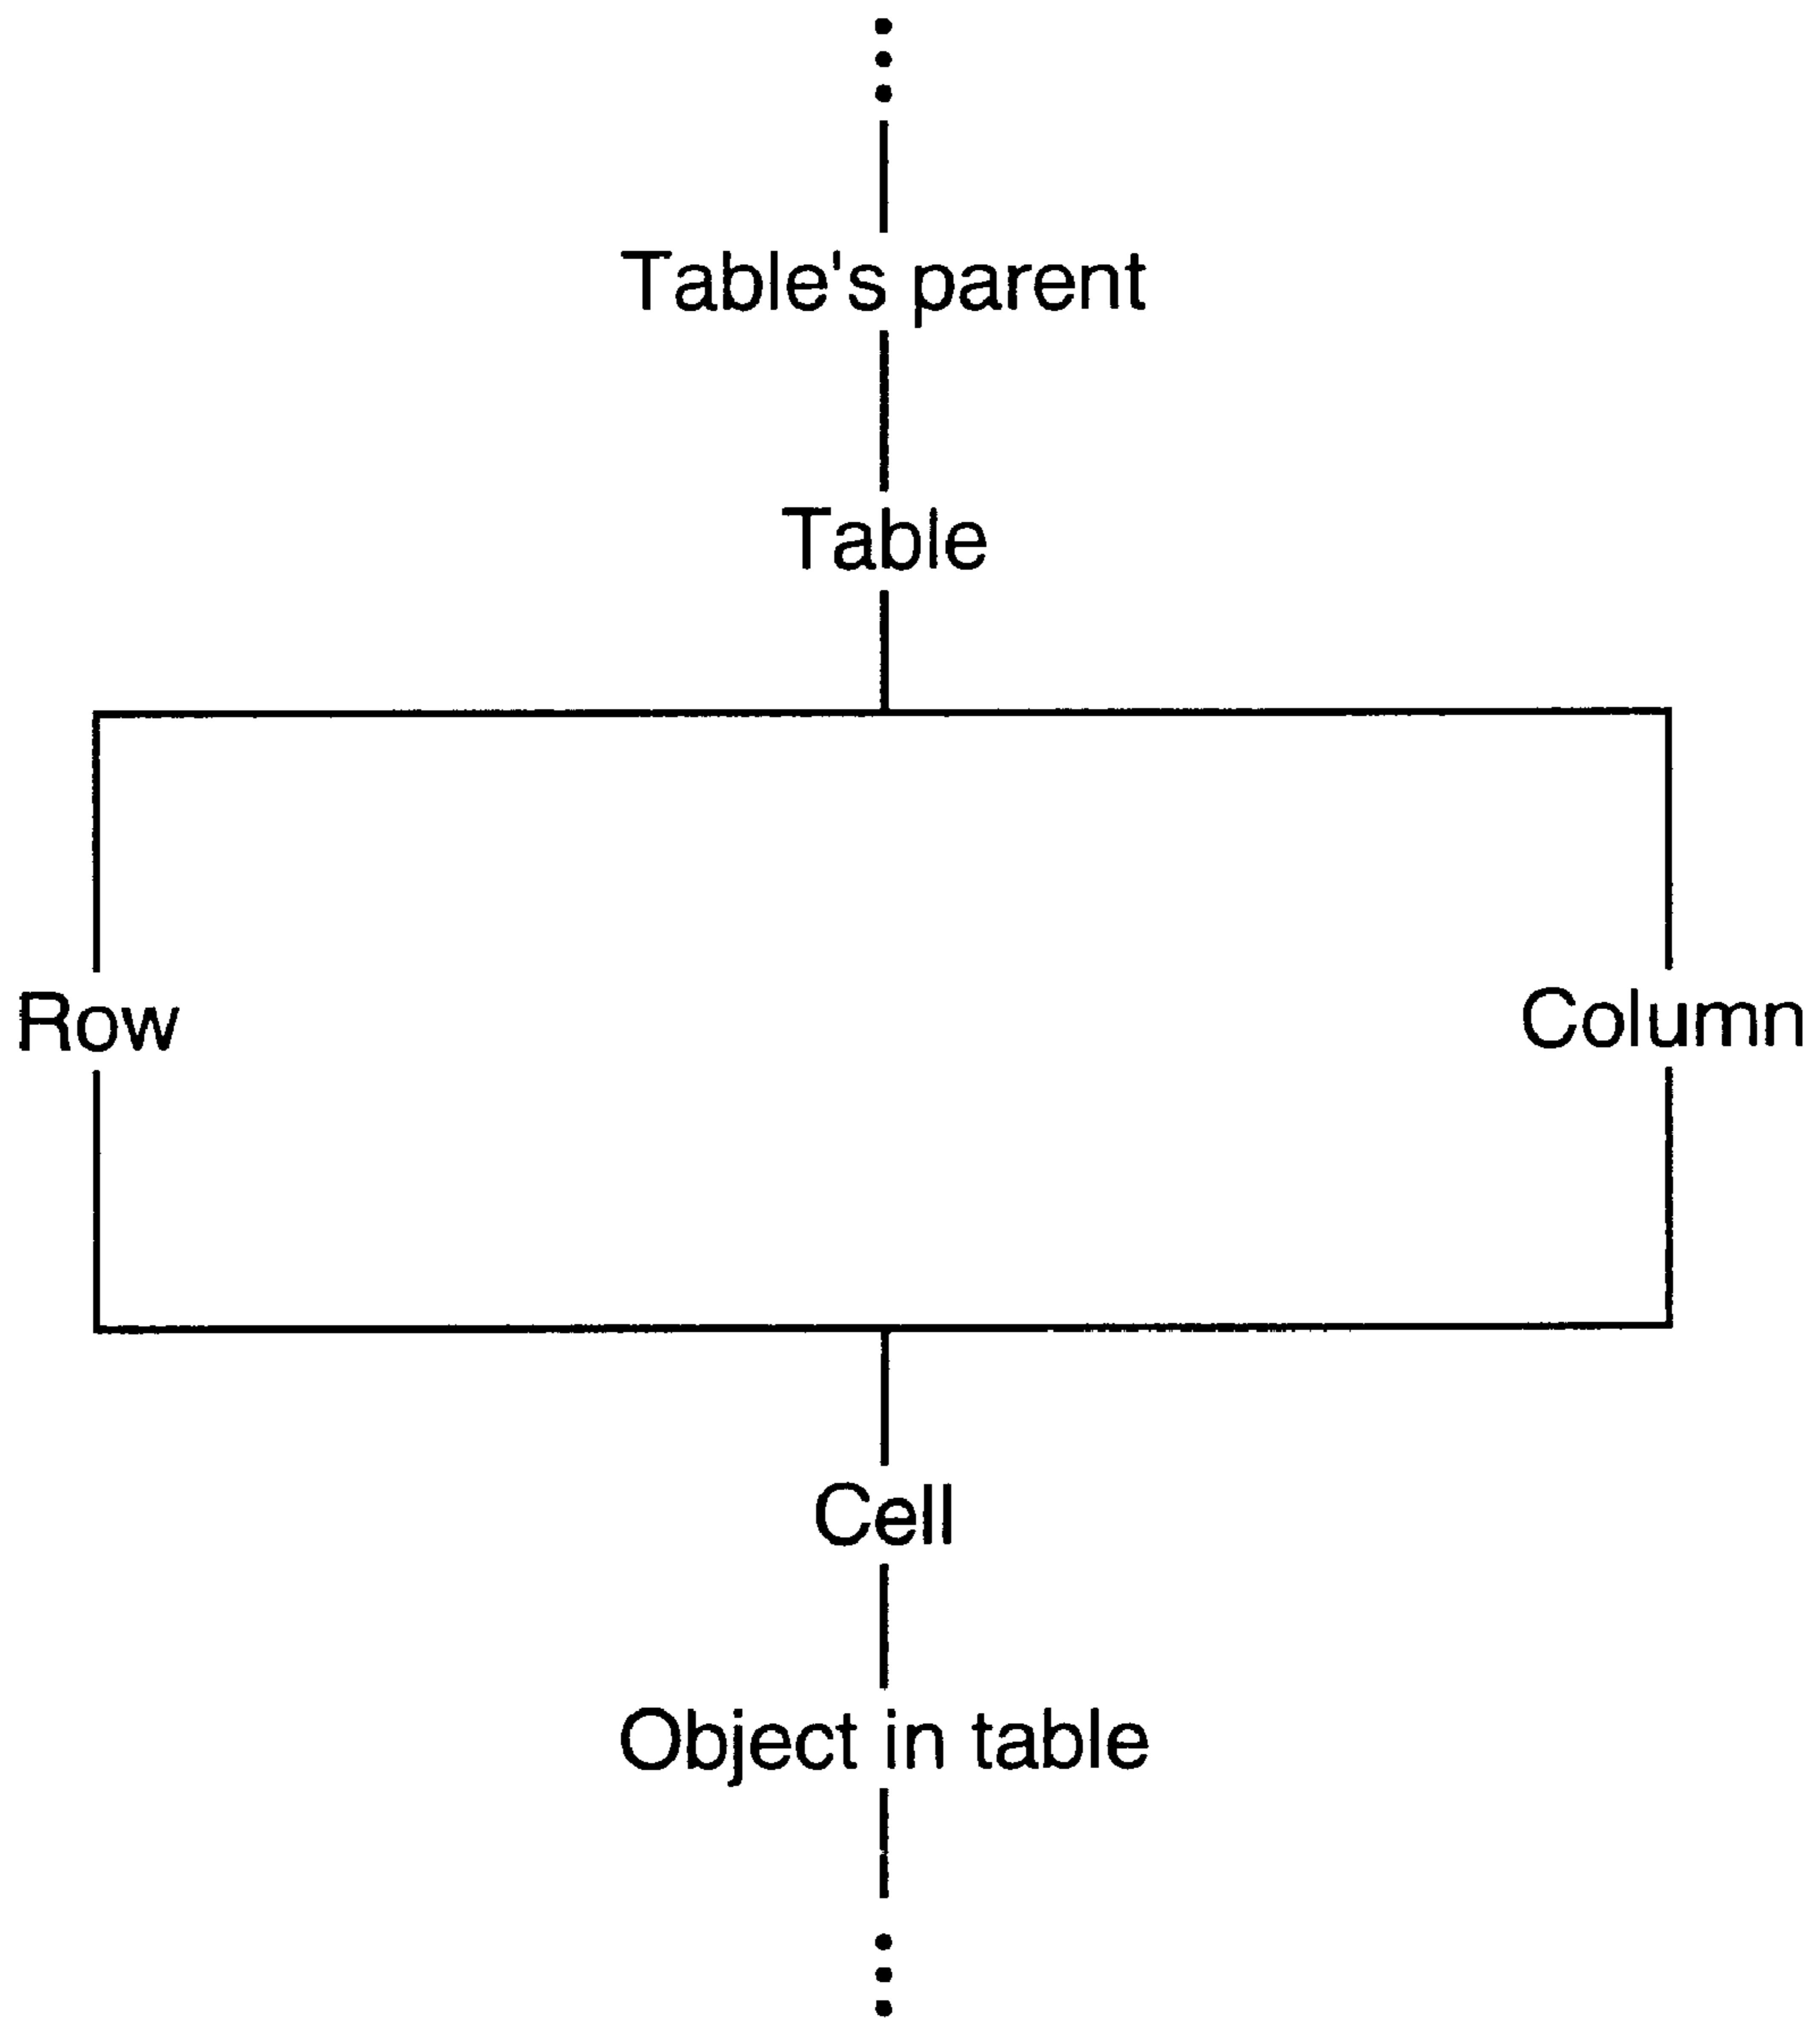 Table's parent
Table
Row
Column
Cell
Object in table